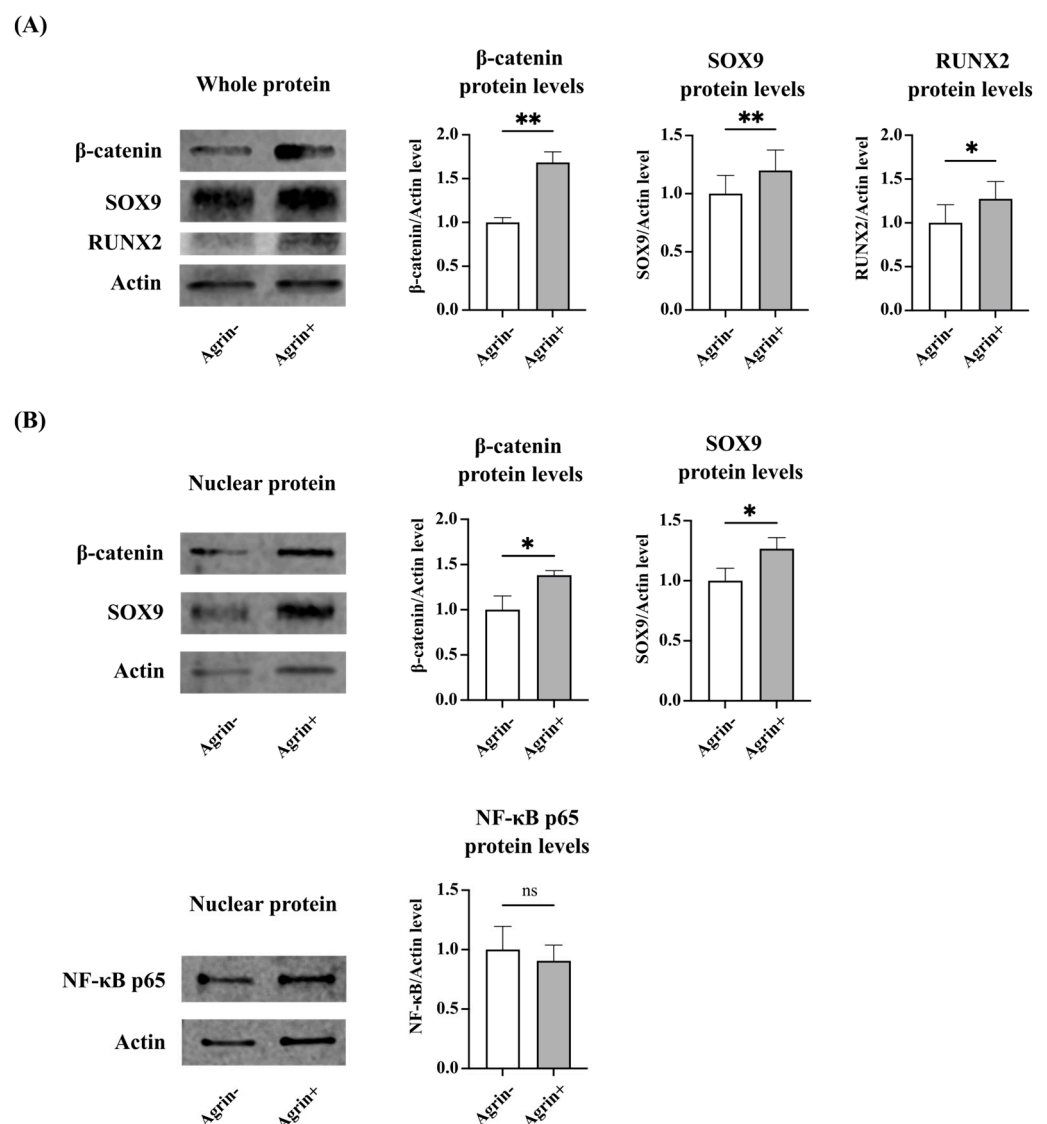 (A)
Whole protein
β-catenin
SOX9
RUNX2
Actin
Agrin-
Agrin+
β-catenin
protein levels
**
β-catenin/Actin level
2.0
1.5
1.0
0.5
0.0
Agrin-
Agrin+
SOX9
protein levels
**
SOX9/Actin level
1.5
1.0
0.5
0.0
Agrin-
Agrin+
RUNX2
protein levels
*
RUNX2/Actin level
2.0
1.5
1.0
0.5
0.0
Agrin-
Agrin+
(B)
Nuclear protein
β-catenin
SOX9
Actin
Agrin-
Agrin+
β-catenin
protein levels
*
β-catenin/Actin level
2.0
1.5
1.0
0.5
0.0
Agrin-
Agrin+
SOX9
protein levels
*
SOX9/Actin level
1.5
1.0
0.5
0.0
Agrin-
Agrin+
Nuclear protein
NF-κB p65
Actin
Agrin-
Agrin+
NF-κB p65
protein levels
ns
NF-κB/Actin level
1.5
1.0
0.5
0.0
Agrin-
Agrin+